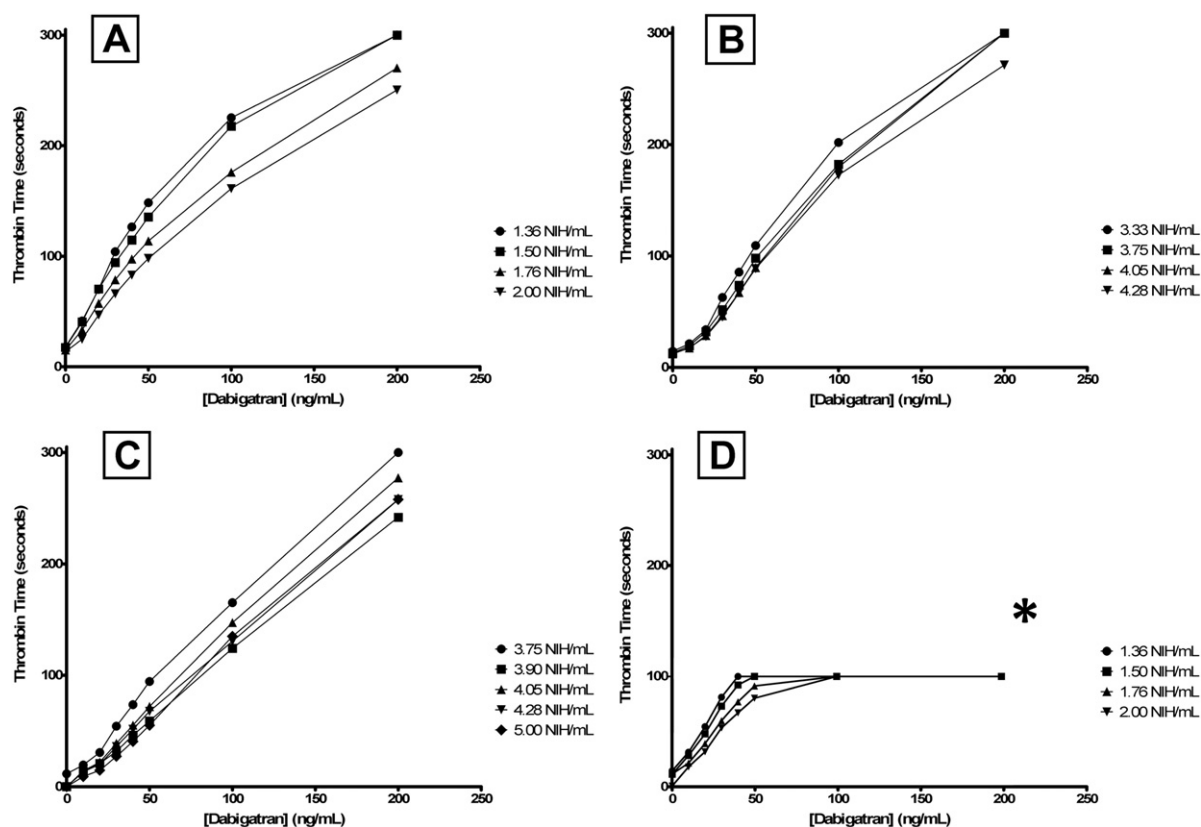 A
300
200
100
0
Thrombin Time (seconds)
0 50 100 150 200 250
[Dabigatran] (ng/mL)
1.36 NIH/mL
1.50 NIH/mL
1.76 NIH/mL
2.00 NIH/mL
B
300
200
100
0
Thrombin Time (seconds)
0 50 100 150 200 250
[Dabigatran] (ng/mL)
3.33 NIH/mL
3.75 NIH/mL
4.05 NIH/mL
4.28 NIH/mL
C
300
200
100
0
Thrombin Time (seconds)
0 50 100 150 200 250
[Dabigatran] (ng/mL)
3.75 NIH/mL
3.90 NIH/mL
4.05 NIH/mL
4.28 NIH/mL
5.00 NIH/mL
D
300
200
100
0
Thrombin Time (seconds)
0 50 100 150 200 250
[Dabigatran] (ng/mL)
*
1.36 NIH/mL
1.50 NIH/mL
1.76 NIH/mL
2.00 NIH/mL